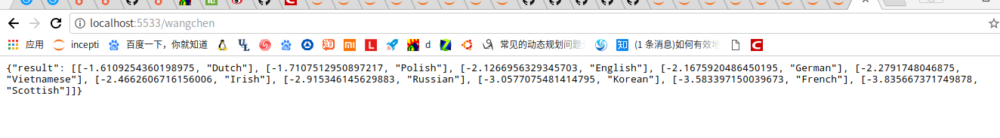 localhost:5533/wangchen
应用 incepti 百度一下，你就知道 d 常见的动态规划问题 知 (1 条消息)如何有效地
{"result": [[-1.6109254360198975, "Dutch"], [-1.7107512950897217, "Polish"], [-2.1266956329345703, "English"], [-2.1675920486450195, "German"], [-2.2791748046875,
"Vietnamese"], [-2.4662606716156006, "Irish"], [-2.915346145629883, "Russian"], [-3.0577075481414795, "Korean"], [-3.583397150039673, "French"], [-3.835667371749878,
"Scottish"]]}